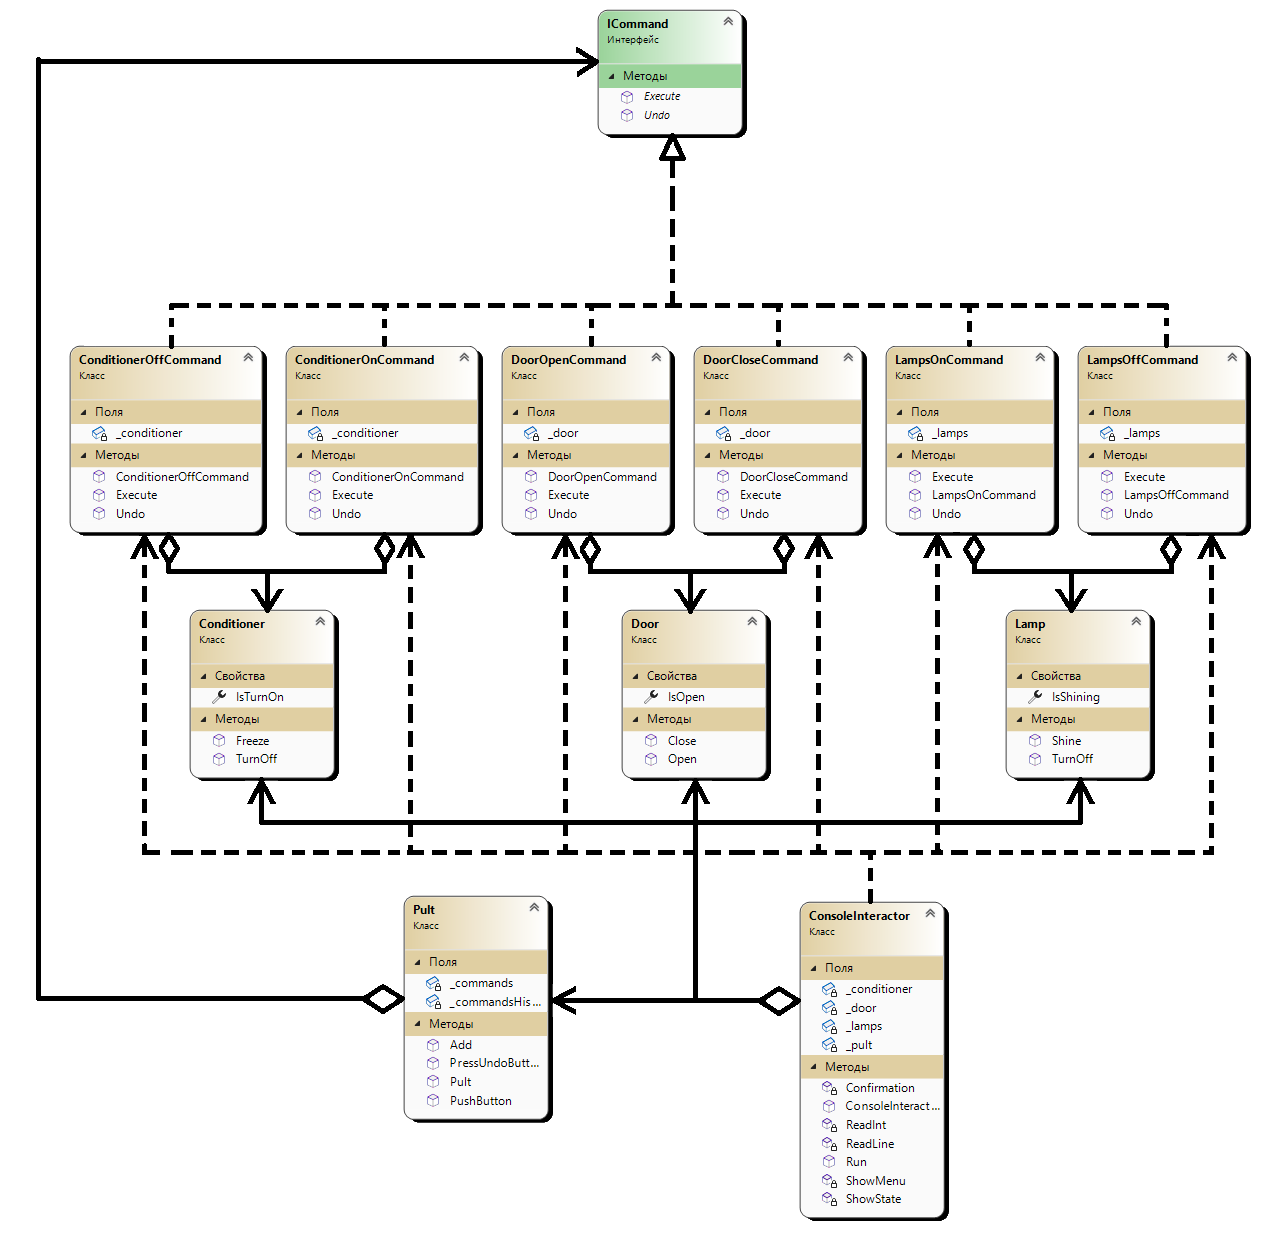 ICommand
Интерфейс
Методы
Execute
Undo
ConditionerOffCommand
Класс
Поля
_conditioner
Методы
ConditionerOffCommand
Execute
Undo
ConditionerOnCommand
Класс
Поля
_conditioner
Методы
ConditionerOnCommand
Execute
Undo
DoorOpenCommand
Класс
Поля
_door
Методы
DoorOpenCommand
Execute
Undo
DoorCloseCommand
Класс
Поля
_door
Методы
DoorCloseCommand
Execute
Undo
LampsOnCommand
Класс
Поля
_lamps
Методы
Execute
LampsOnCommand
Undo
LampsOffCommand
Класс
Поля
_lamps
Методы
Execute
LampsOffCommand
Undo
Conditioner
Класс
Свойства
IsTurnOn
Методы
Freeze
TurnOff
Door
Класс
Свойства
IsOpen
Методы
Close
Open
Lamp
Класс
Свойства
IsShining
Методы
Shine
TurnOff
Pult
Класс
Поля
_commands
_commandsHis...
Методы
Add
PressUndoButt...
Pult
PushButton
ConsoleInteractor
Класс
Поля
_conditioner
_door
_lamps
_pult
Методы
Confirmation
ConsoleInteract...
ReadInt
ReadLine
Run
ShowMenu
ShowState